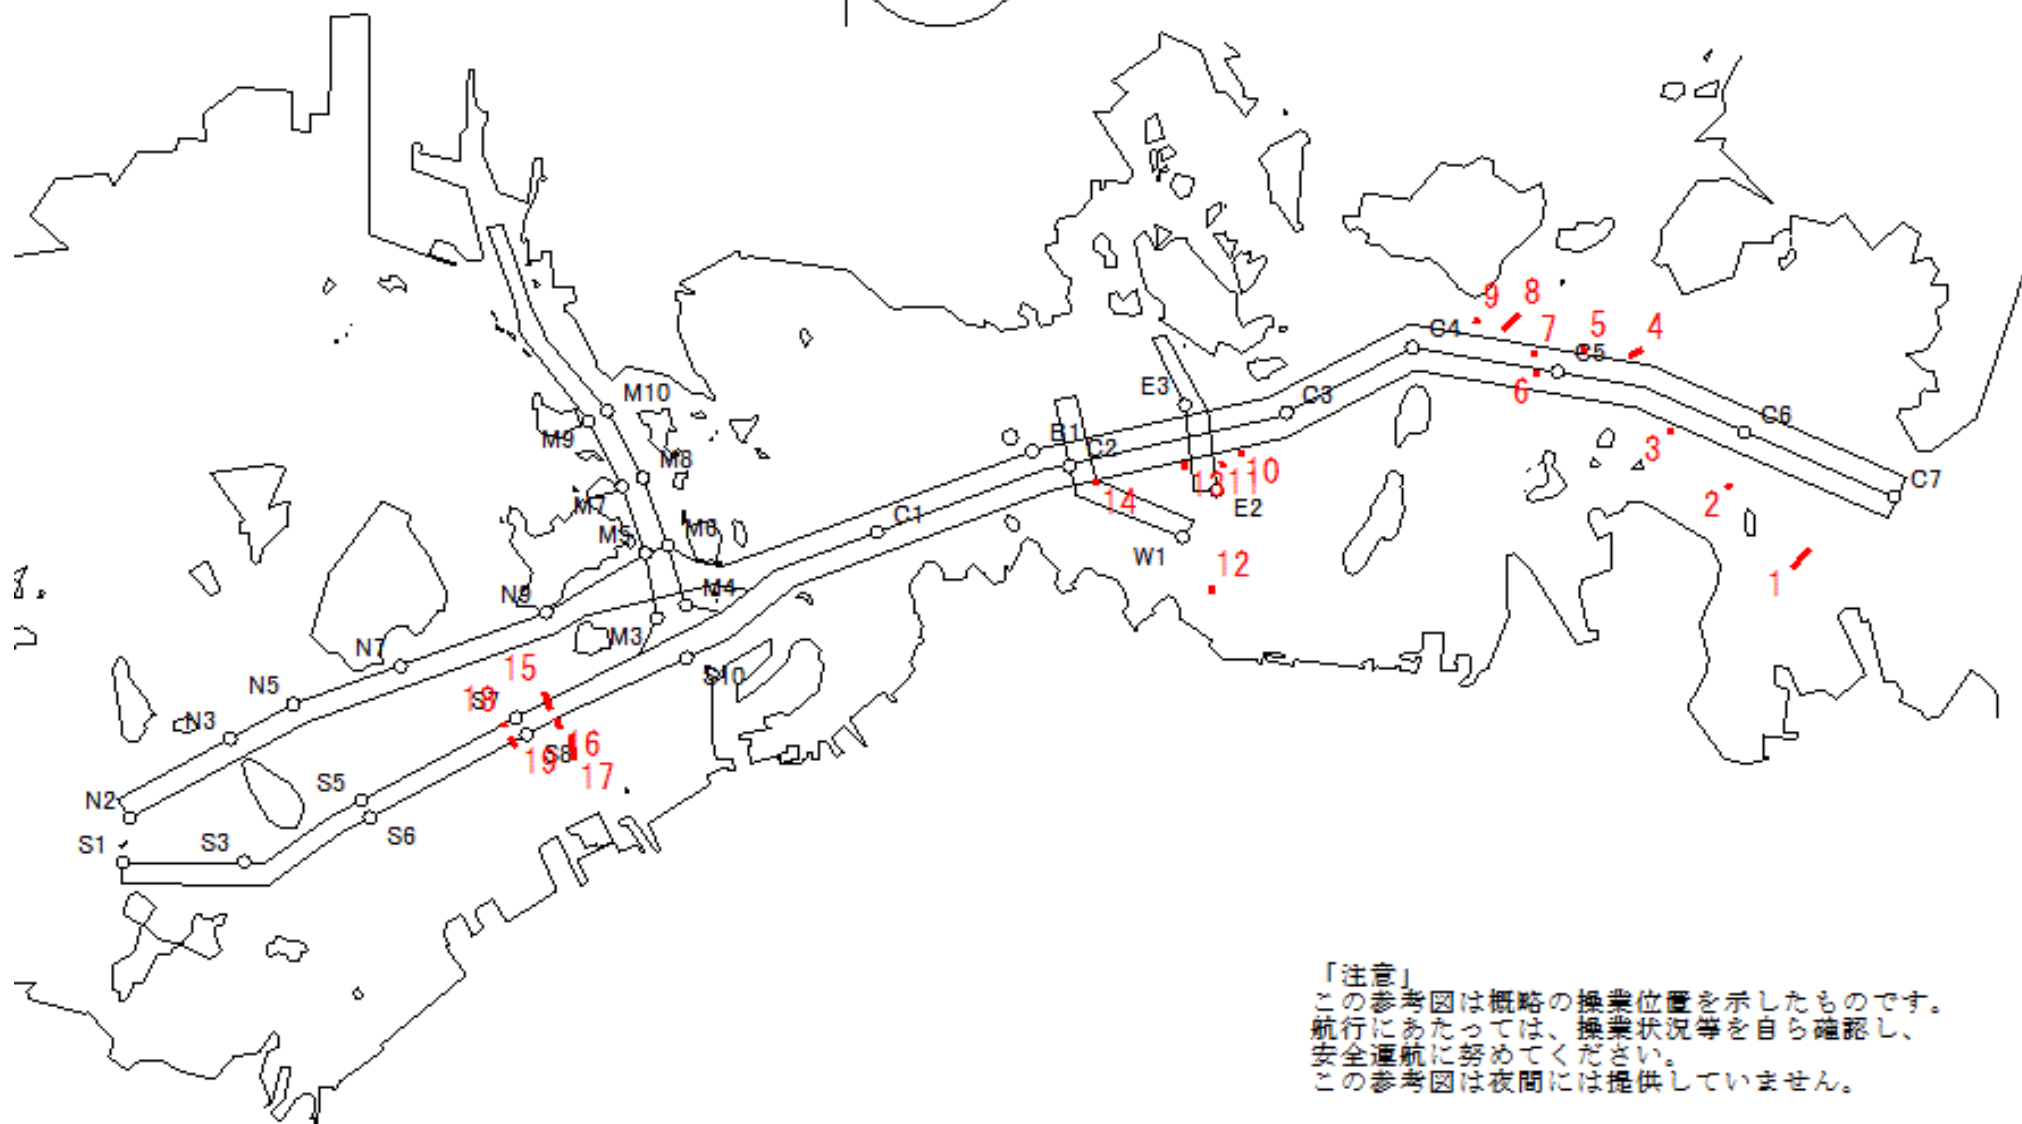 9
8
C4
7
5
C5
4
6
M10
E3
C3
C6
M9
B1
3
M8
C2
10
13
11
C7
M7
14
E2
2
C1
M5
M6
W1
12
1
N9
M4
M3
N7
15
S10
N5
S7
18
N3
16
S8
19
17
S5
N2
S6
S1
S3
「注意」
この参考図は概略の操業位置を示したものです。
航行にあたっては、操業状況等を自ら確認し、
安全運航に努めてください。
この参考図は夜間には提供していません。